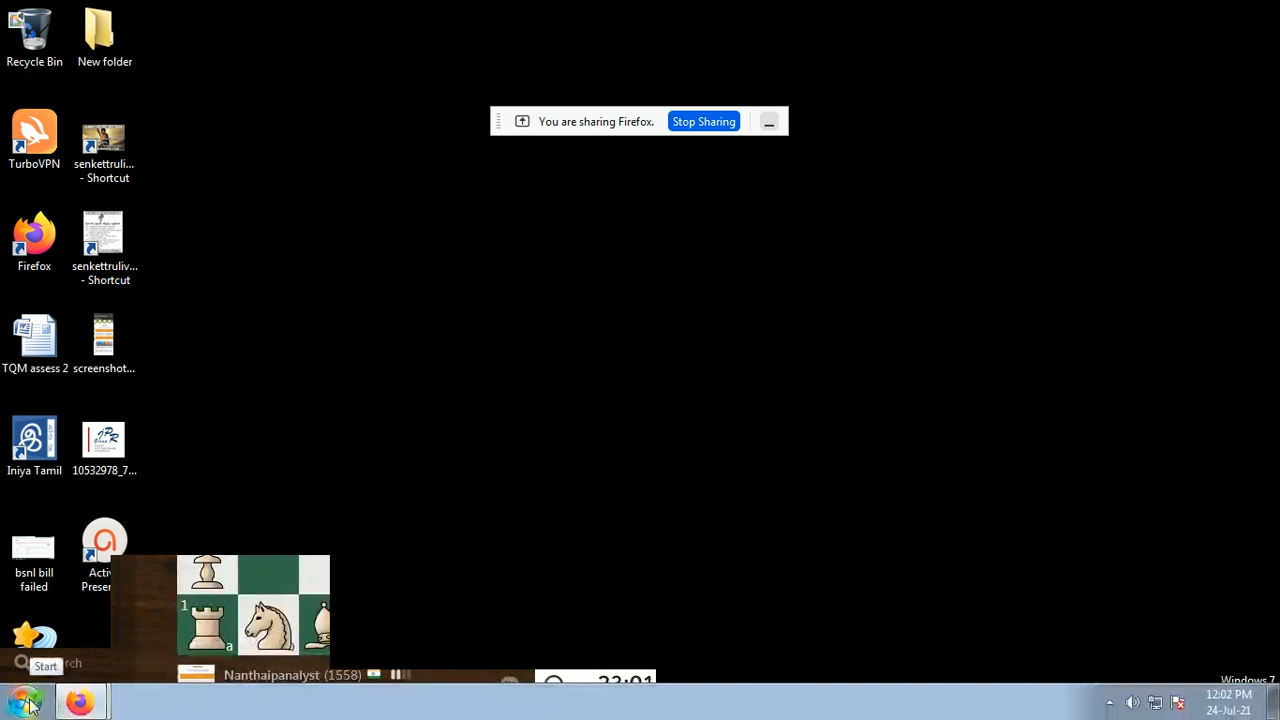 Recycle Bin
New folder
You are sharing Firefox.
Stop Sharing
TurboVPN
senkettruli...
- Shortcut
Firefox
senkettruliv...
- Shortcut
TQM assess 2
screenshot...
Iniya Tamil
10532978_7...
bsnl bill
failed
Acti
Presen
1
a
Start
Nanthaipanalyst (1558)
Windows 7
12:02 PM
24-Jul-21